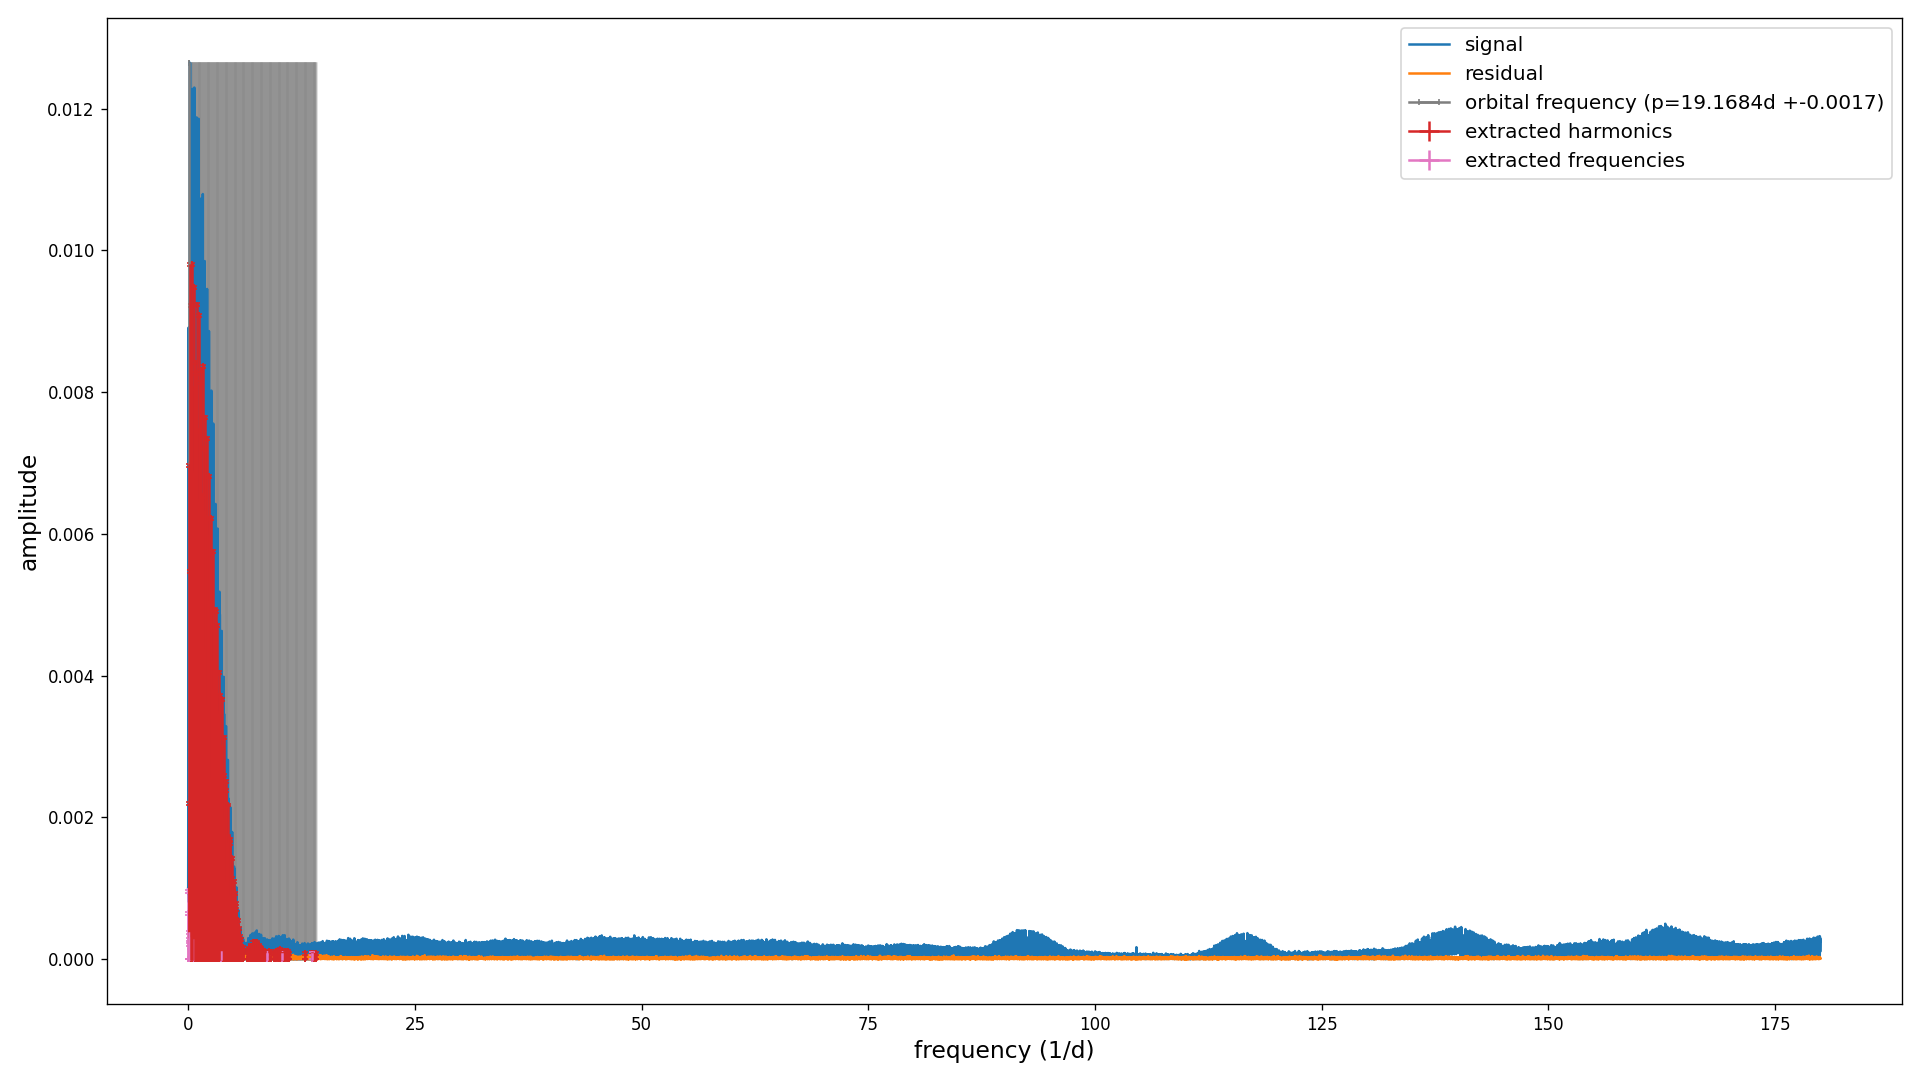 signal
residual
orbital frequency (p=19.1684d +-0.0017)
extracted harmonics
extracted frequencies
amplitude
0.012
0.010
0.008
0.006
0.004
0.002
0.000
0 25 50 75 100 125 150 175
frequency (1/d)